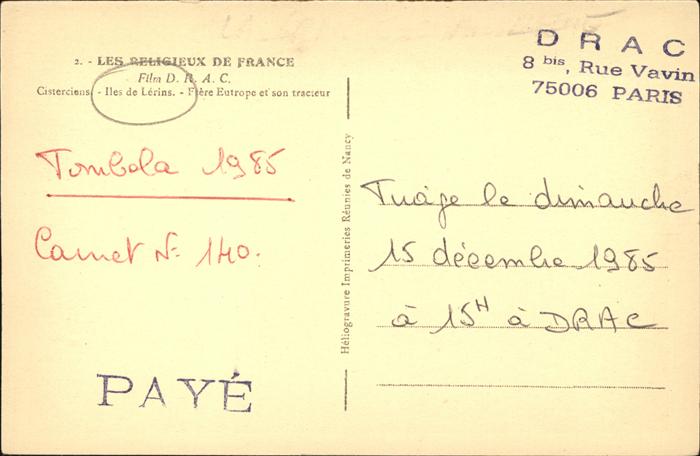 2. - LES RELIGIEUX DE FRANCE
Film D. R. A. C.
Cisterciens. - Iles de Lérins. - Frère Eutrope et son tracteur
Tombola 1985
Carnet N° 140.
PAYÉ
Héliogravure Imprimeries Réunies de Nancy
DRAC
8 bis, Rue Vavin
75006 PARIS
Tirage le dimanche
15 décembre 1985
à 15H à DRAC